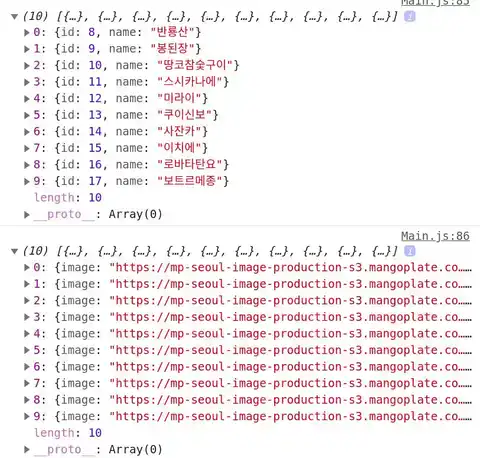 Main.js:85
(10) [{…}, {…}, {…}, {…}, {…}, {…}, {…}, {…}, {…}, {…}] i
0: {id: 8, name: "반룡산"}
1: {id: 9, name: "봉된장"}
2: {id: 10, name: "땅코참숯구이"}
3: {id: 11, name: "스시카나에"}
4: {id: 12, name: "미라이"}
5: {id: 13, name: "쿠이신보"}
6: {id: 14, name: "사잔카"}
7: {id: 15, name: "이치에"}
8: {id: 16, name: "로바타탄요"}
9: {id: 17, name: "보트르메종"}
length: 10
__proto__: Array(0)
Main.js:86
(10) [{…}, {…}, {…}, {…}, {…}, {…}, {…}, {…}, {…}, {…}] i
0: {image: "https://mp-seoul-image-production-s3.mangoplate.co……
1: {image: "https://mp-seoul-image-production-s3.mangoplate.co……
2: {image: "https://mp-seoul-image-production-s3.mangoplate.co……
3: {image: "https://mp-seoul-image-production-s3.mangoplate.co……
4: {image: "https://mp-seoul-image-production-s3.mangoplate.co……
5: {image: "https://mp-seoul-image-production-s3.mangoplate.co……
6: {image: "https://mp-seoul-image-production-s3.mangoplate.co……
7: {image: "https://mp-seoul-image-production-s3.mangoplate.co……
8: {image: "https://mp-seoul-image-production-s3.mangoplate.co……
9: {image: "https://mp-seoul-image-production-s3.mangoplate.co……
length: 10
__proto__: Array(0)